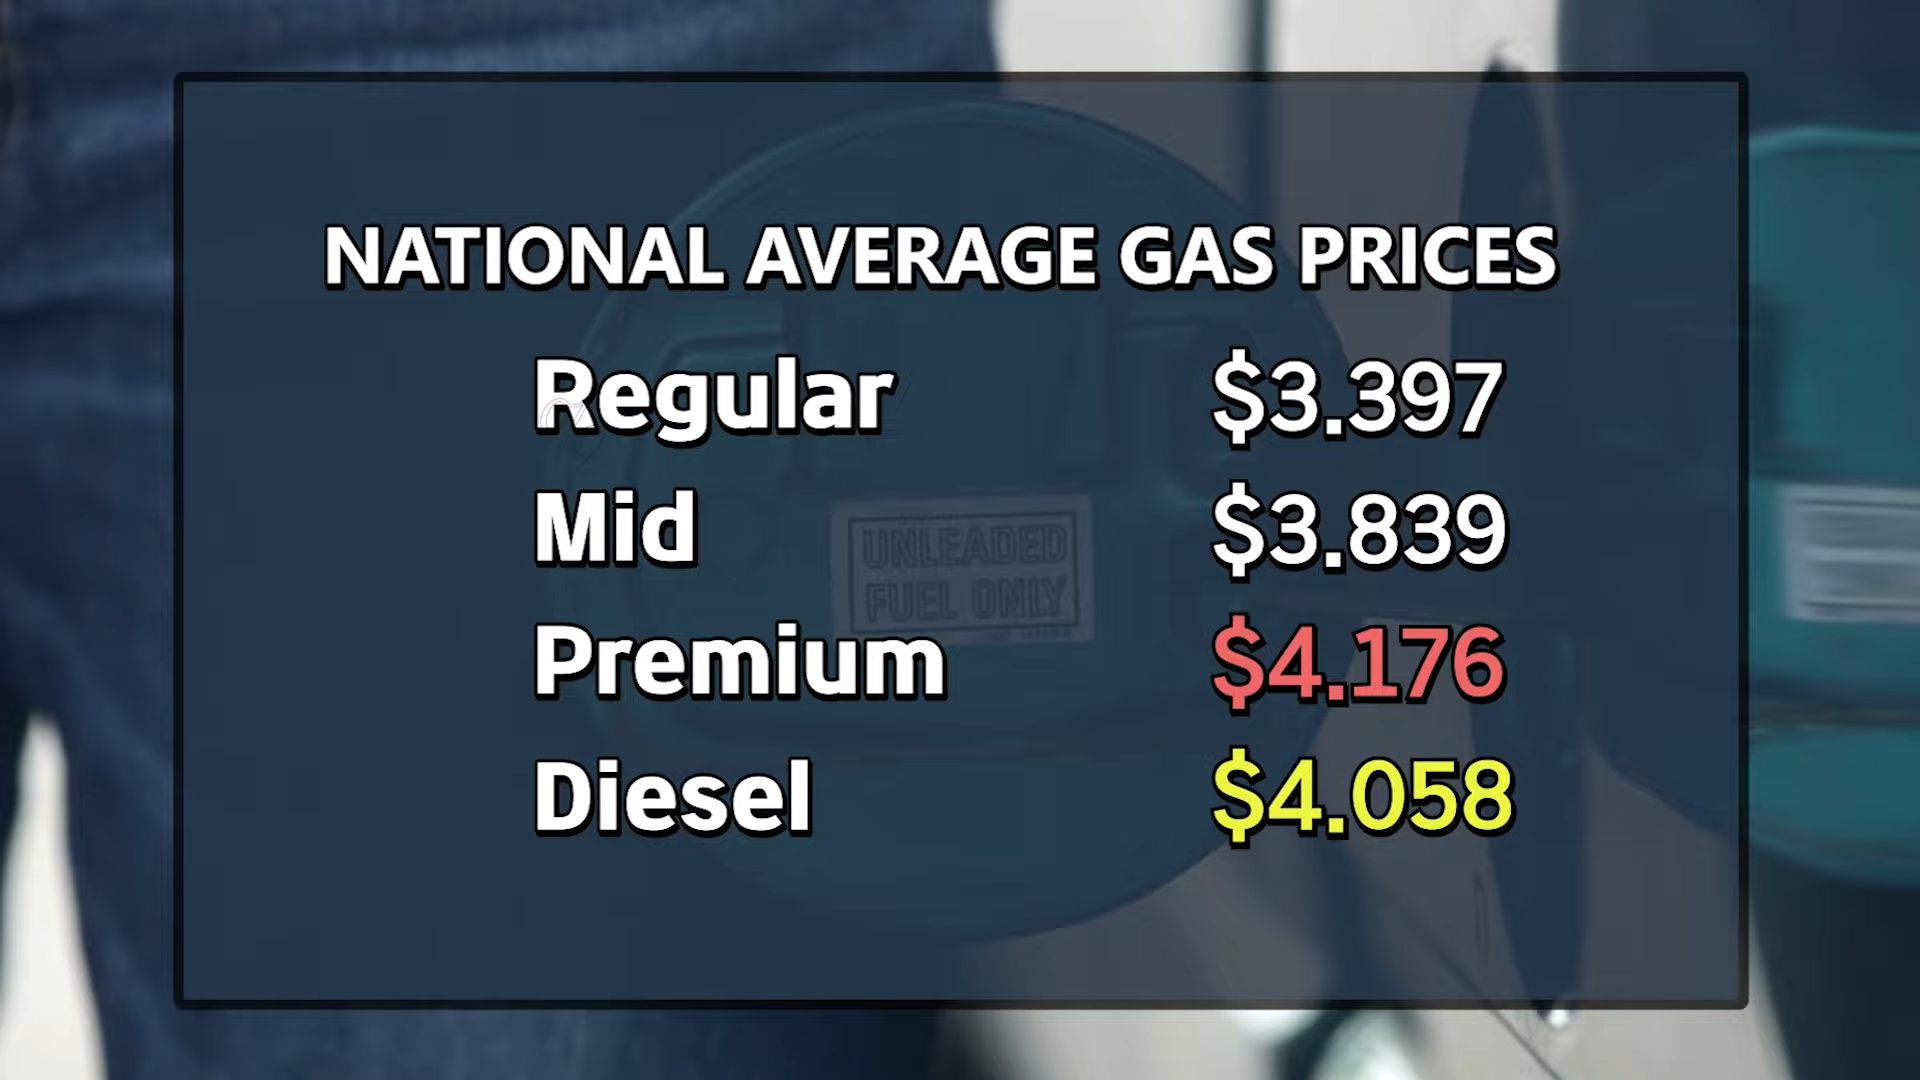 NATIONAL AVERAGE GAS PRICES
Regular $3.397
Mid $3.839
UNLEADED
FUEL ONLY
Premium $4.176
Diesel $4.058